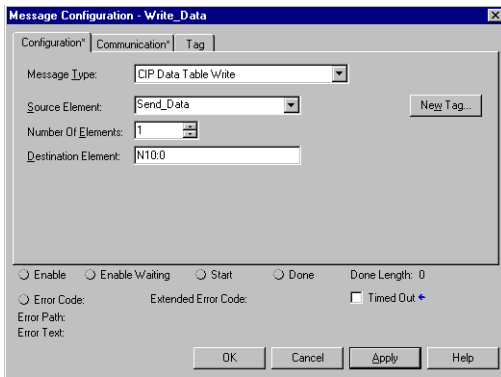 Message Configuration - Write_Data
Configuration* Communication* Tag
Message Type: CIP Data Table Write
Source Element: Send_Data New Tag...
Number Of Elements: 1
Destination Element: N10:0
Enable Enable Waiting Start Done Done Length: 0
Error Code: Extended Error Code: Timed Out
Error Path:
Error Text:
OK Cancel Apply Help